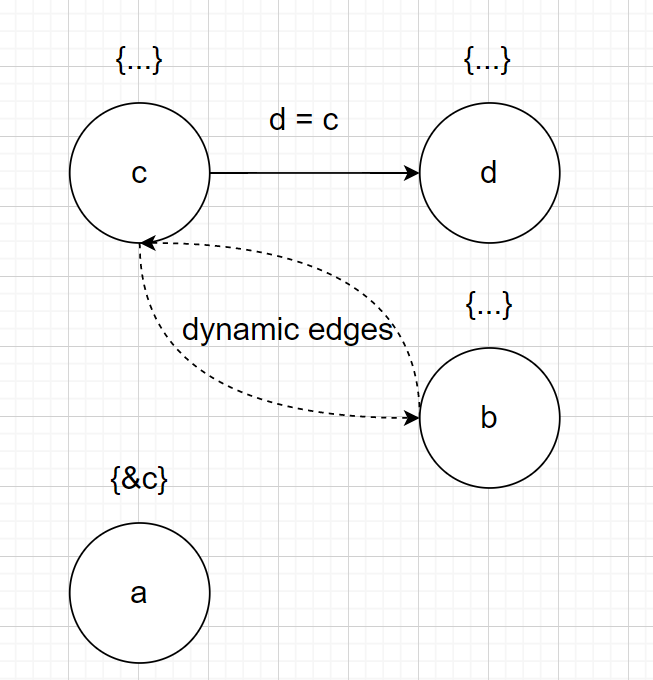 {...}
{...}
d = c
c
d
{...}
dynamic edges
b
{&c}
a